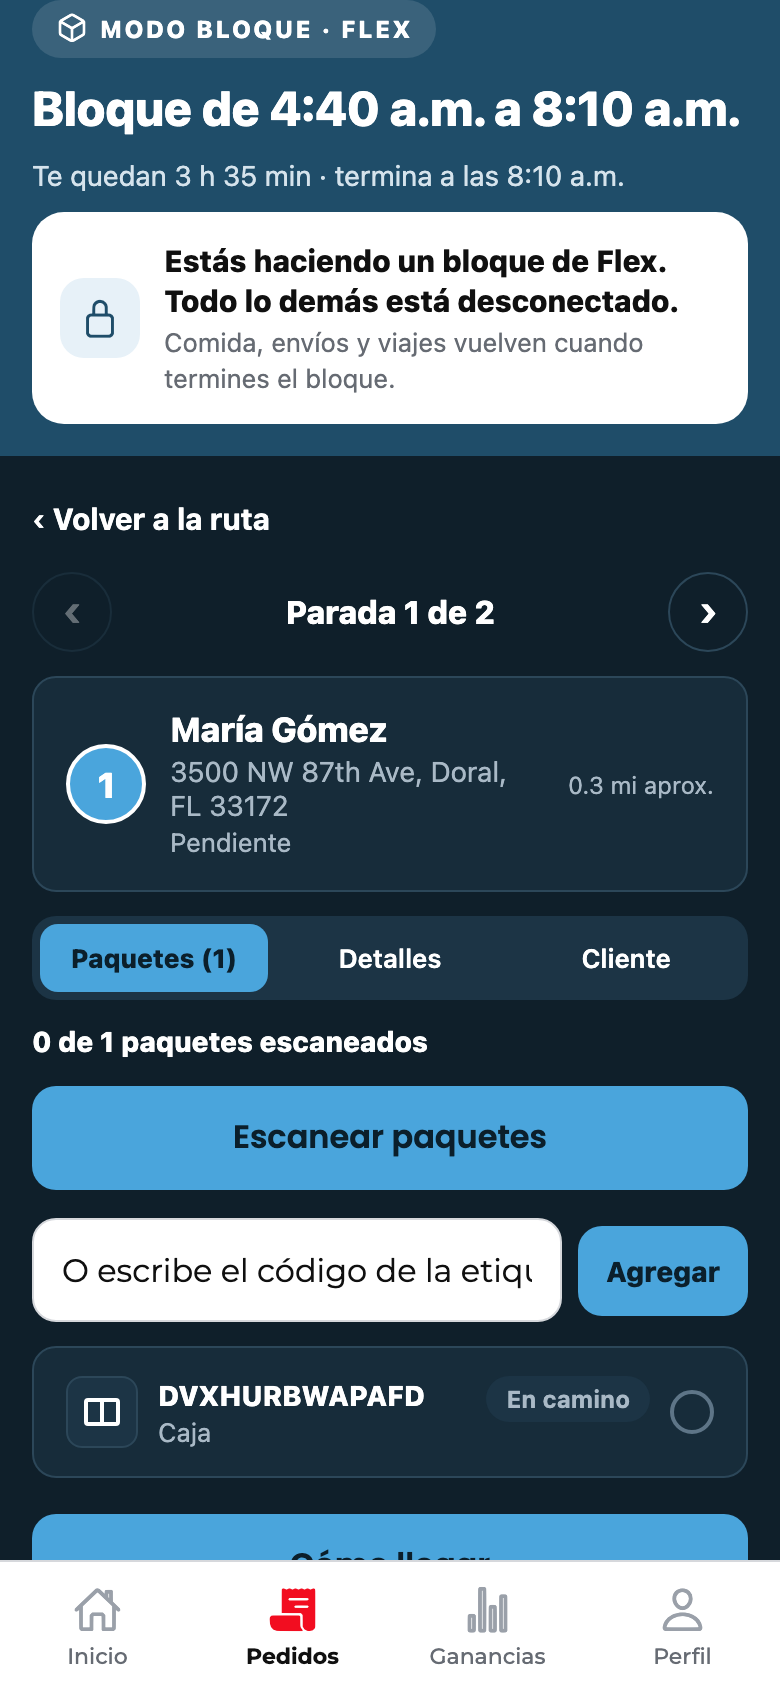 MODO BLOQUE · FLEX
Bloque de 4:40 a.m. a 8:10 a.m.
Te quedan 3 h 35 min · termina a las 8:10 a.m.
Estás haciendo un bloque de Flex.
Todo lo demás está desconectado.
Comida, envíos y viajes vuelven cuando
termines el bloque.
‹ Volver a la ruta
‹ Parada 1 de 2 ›
María Gómez
1
3500 NW 87th Ave, Doral,
FL 33172
0.3 mi aprox.
Pendiente
Paquetes (1) Detalles Cliente
0 de 1 paquetes escaneados
Escanear paquetes
O escribe el código de la etiqu
Agregar
DVXHURBWAPAFD
En camino
Caja
Cómo llegar
Inicio Pedidos Ganancias Perfil